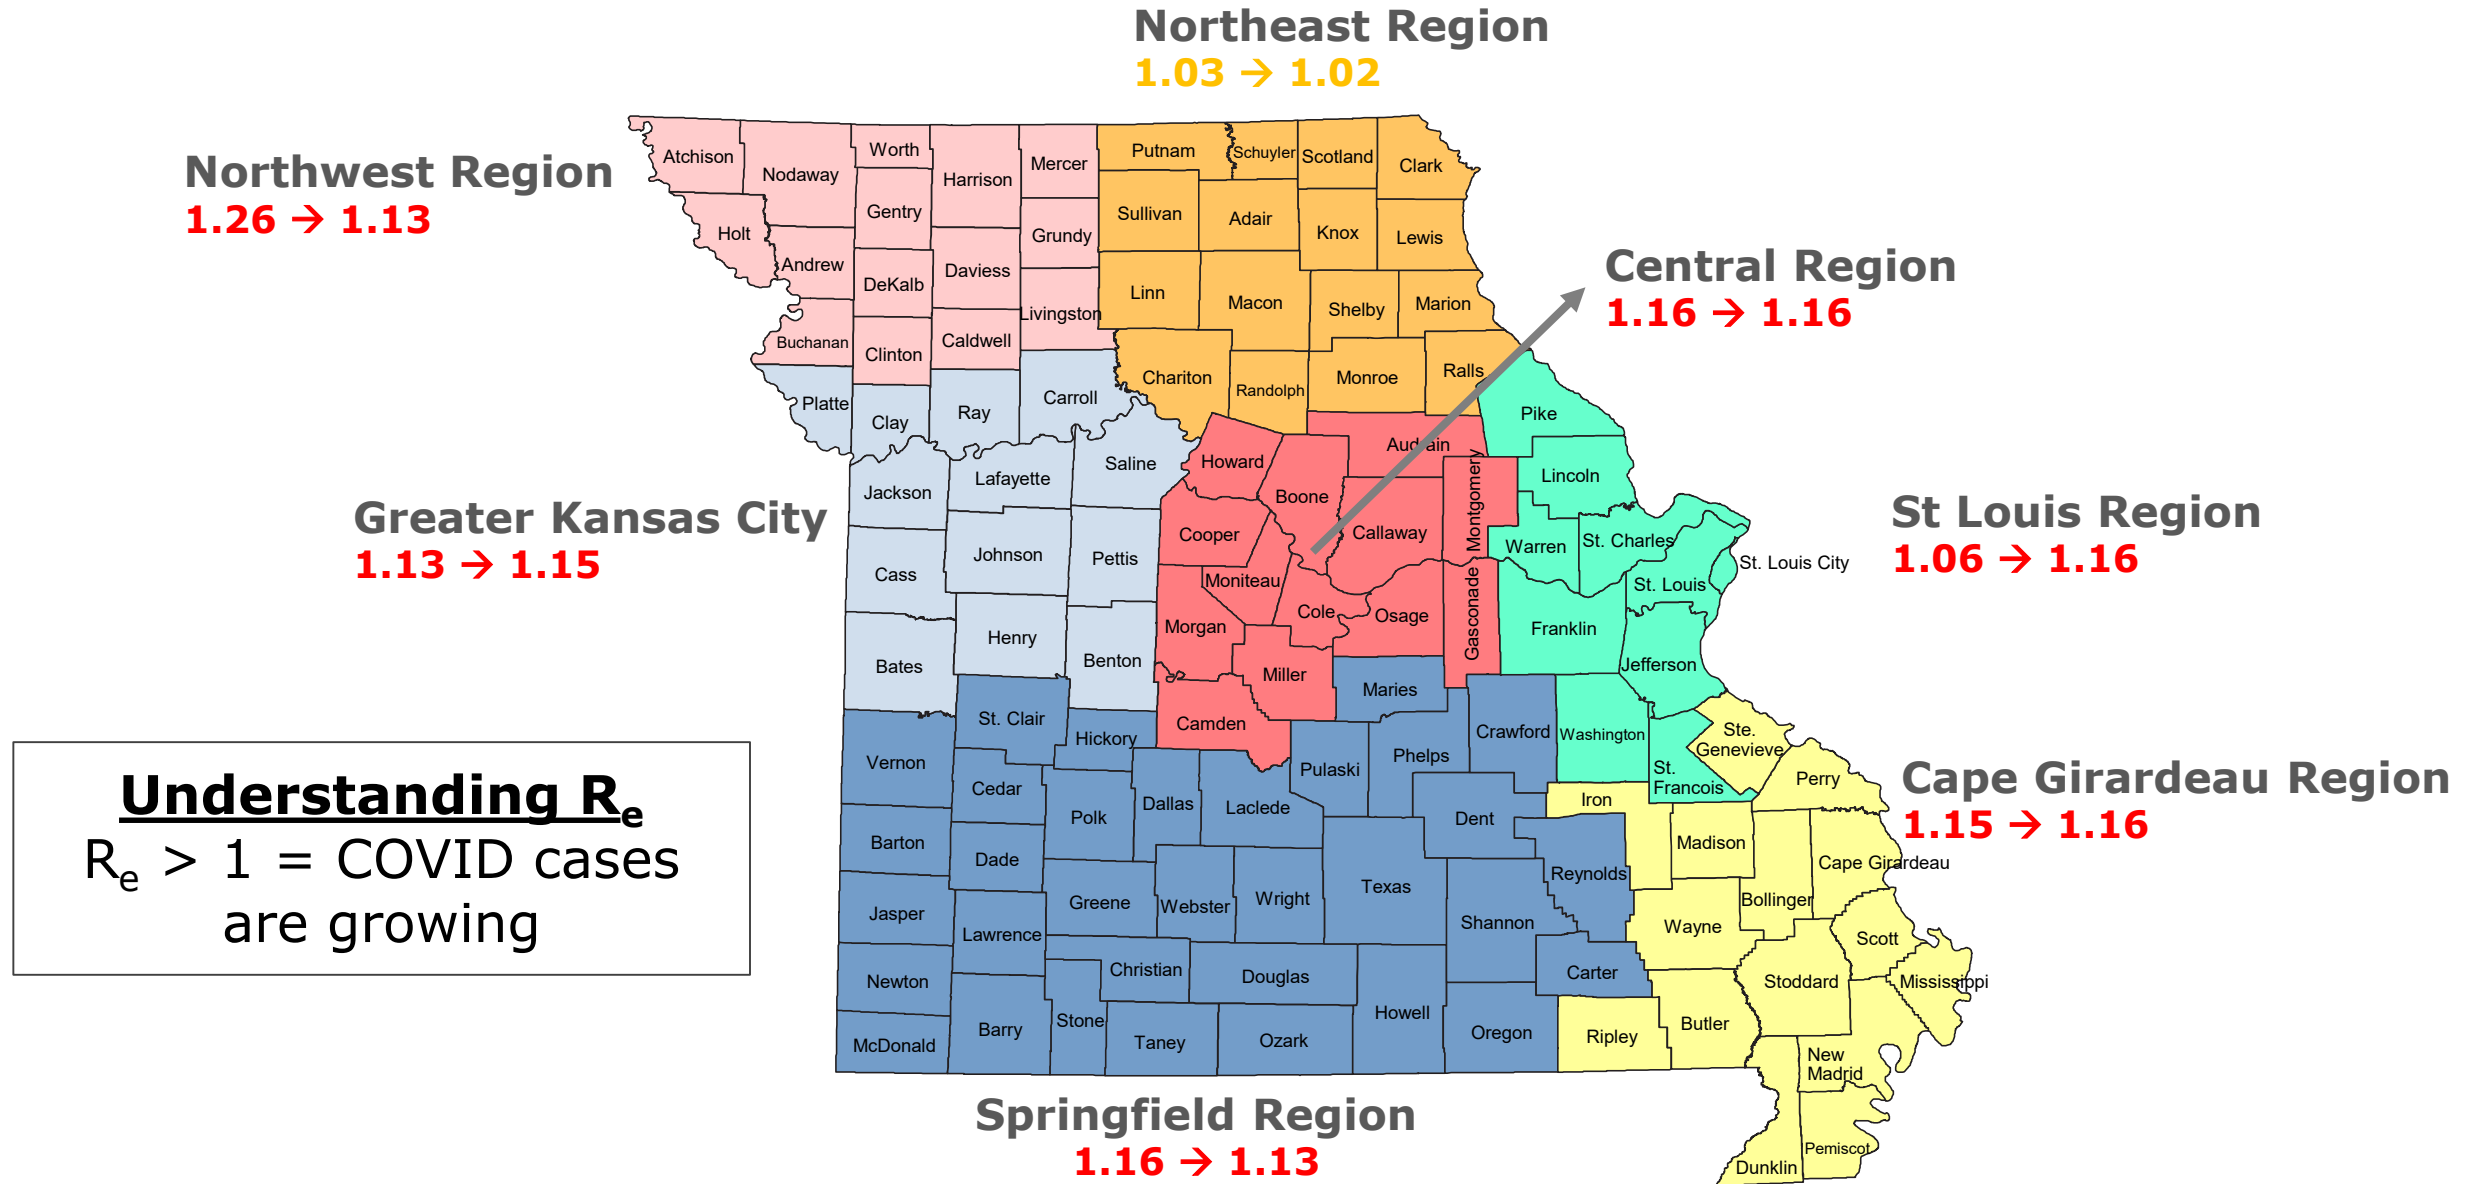 Northeast Region
1.03 → 1.02
Northwest Region
1.26 → 1.13
Central Region
1.16 → 1.16
Greater Kansas City
1.13 → 1.15
St Louis Region
1.06 → 1.16
Cape Girardeau Region
1.15 → 1.16
Springfield Region
1.16 → 1.13
Understanding Re
Re > 1 = COVID cases
are growing
Atchison
Nodaway
Worth
Harrison
Mercer
Gentry
Holt
Andrew
DeKalb
Daviess
Grundy
Livingston
Buchanan
Clinton
Caldwell
Putnam
Schuyler
Scotland
Clark
Sullivan
Adair
Knox
Lewis
Linn
Macon
Shelby
Marion
Chariton
Randolph
Monroe
Ralls
Platte
Clay
Ray
Carroll
Jackson
Lafayette
Saline
Cass
Johnson
Pettis
Bates
Henry
Benton
Howard
Boone
Audrain
Cooper
Callaway
Montgomery
Moniteau
Cole
Osage
Gasconade
Morgan
Miller
Camden
Pike
Lincoln
Warren
St. Charles
St. Louis City
St. Louis
Franklin
Jefferson
Washington
St.
Francois
Ste.
Genevieve
Perry
Iron
Madison
Bollinger
Cape Girardeau
Wayne
Scott
Stoddard
Mississippi
Ripley
Butler
New
Madrid
Pemiscot
Dunklin
Maries
Crawford
Phelps
Pulaski
Dent
St. Clair
Hickory
Vernon
Cedar
Polk
Dallas
Laclede
Barton
Dade
Greene
Webster
Wright
Texas
Reynolds
Shannon
Jasper
Lawrence
Christian
Douglas
Carter
Newton
Stone
Howell
Oregon
McDonald
Barry
Taney
Ozark